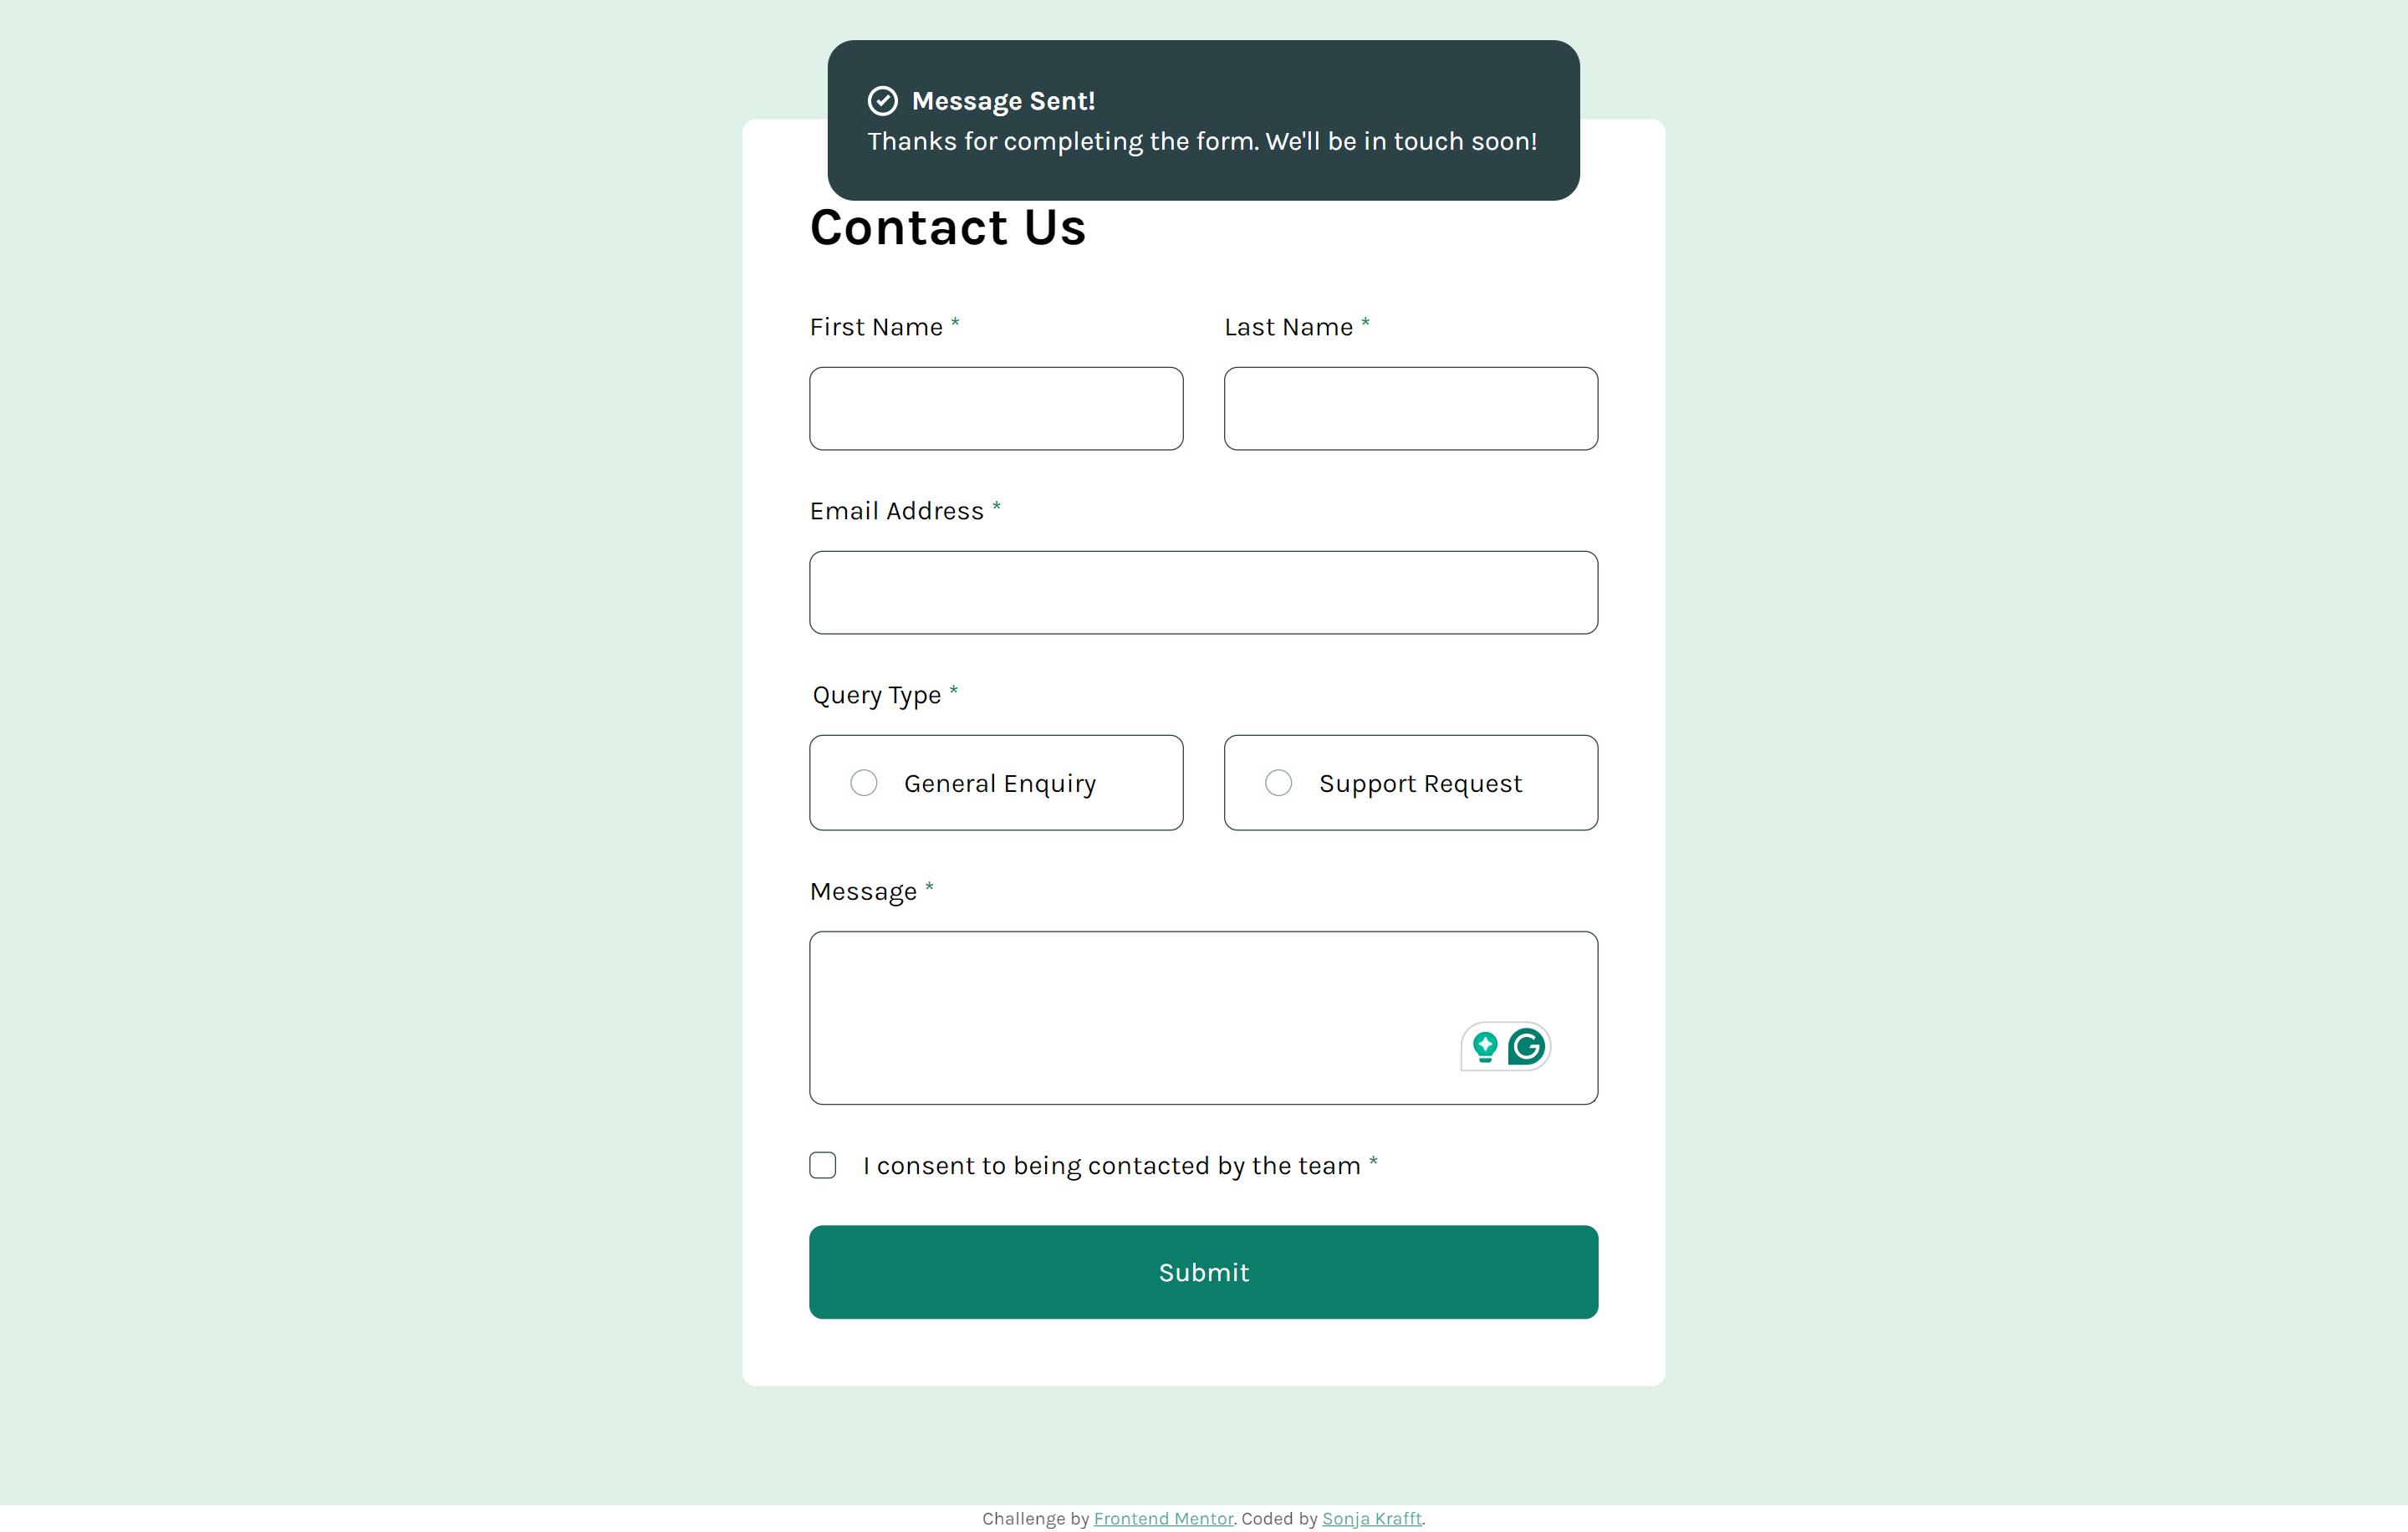 Message Sent!
Thanks for completing the form. We'll be in touch soon!
Contact Us
First Name *
Last Name *
Email Address *
Query Type *
General Enquiry
Support Request
Message *
G
I consent to being contacted by the team *
Submit
Challenge by Frontend Mentor. Coded by Sonja Krafft.